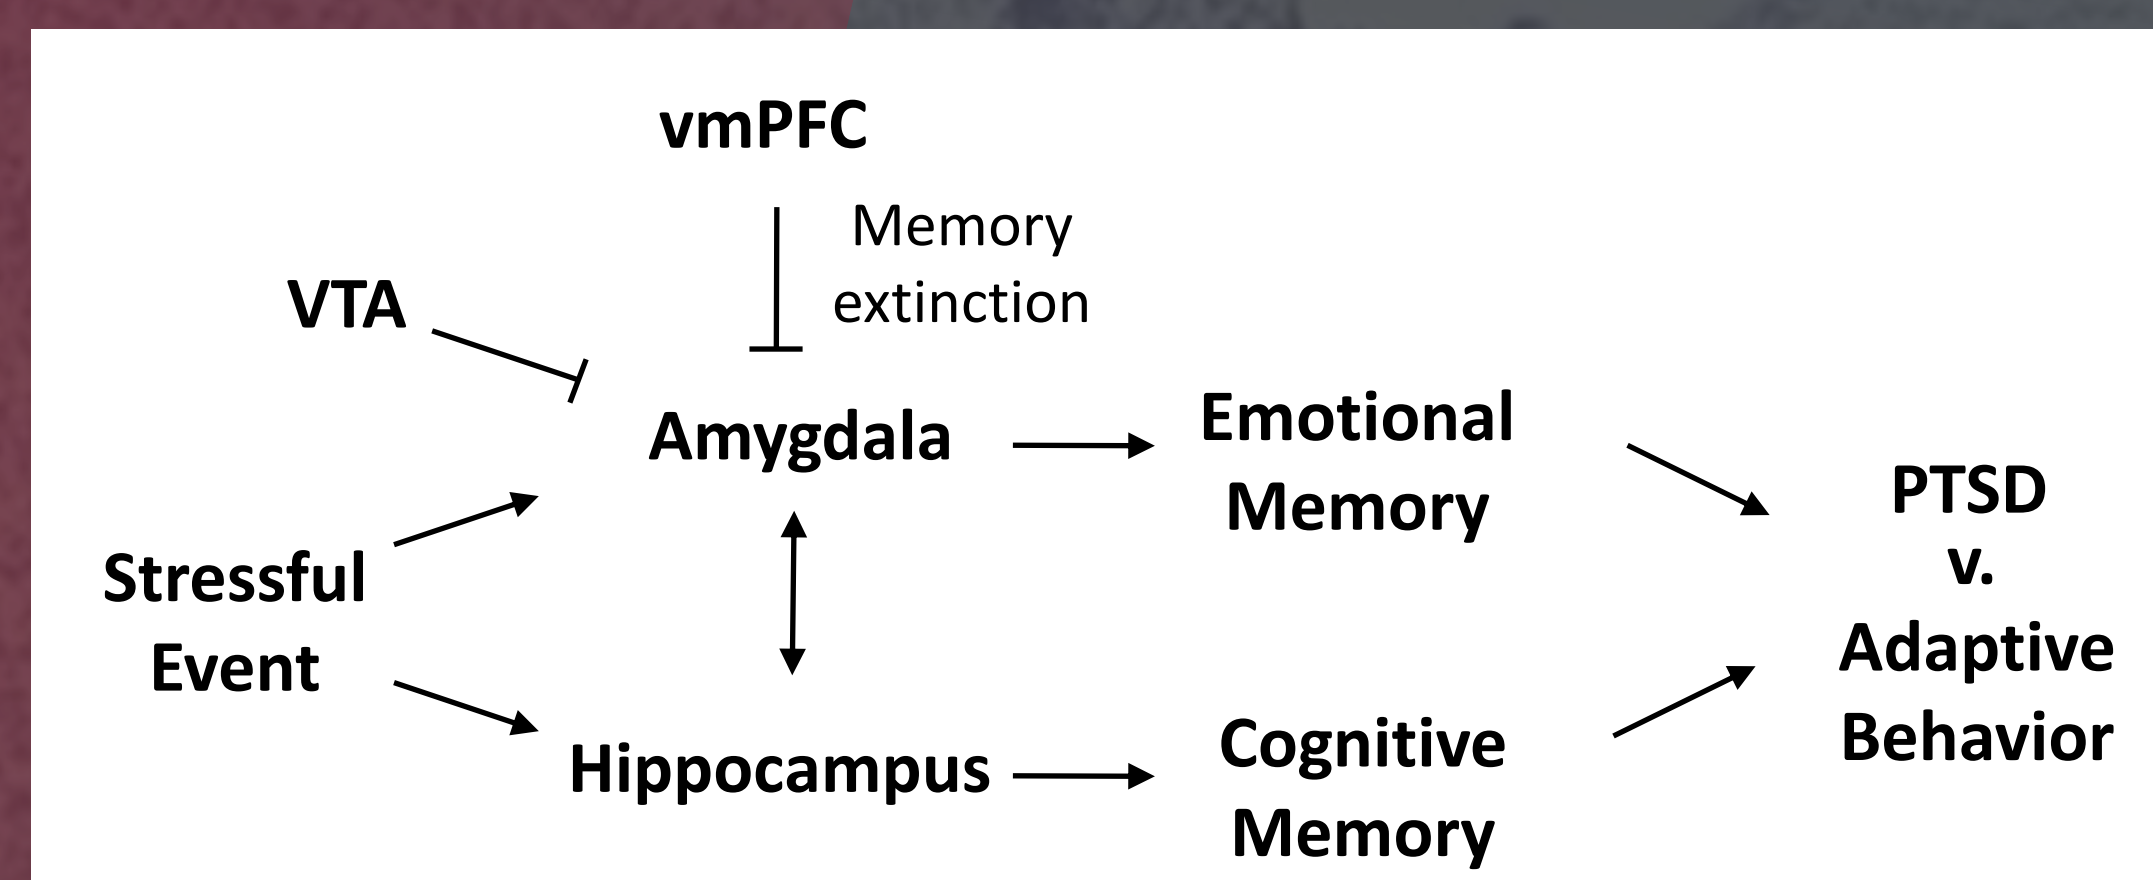 vmPFC
Memory
extinction
VTA
Amygdala
Emotional
Memory
Stressful
Event
Hippocampus
Cognitive
Memory
PTSD
v.
Adaptive
Behavior